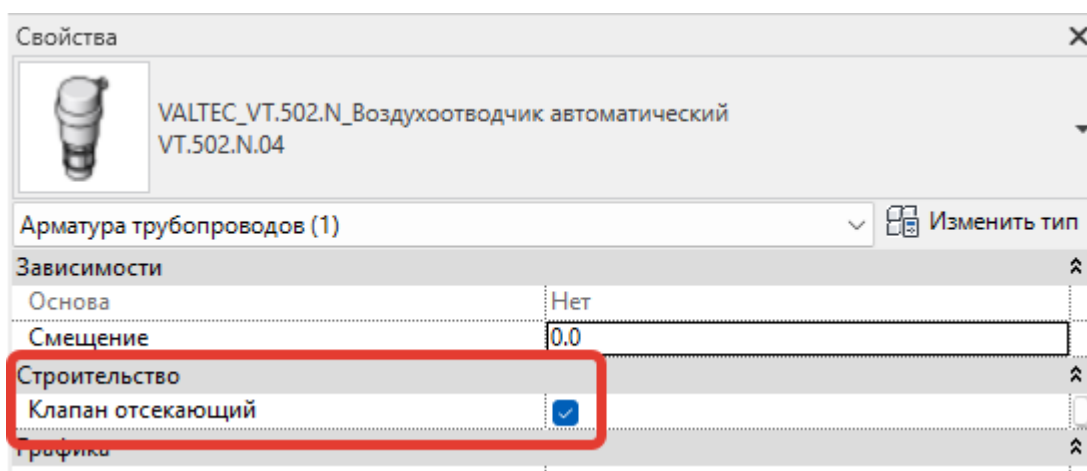 Свойства
VALTEC_VT.502.N_Воздухоотводчик автоматический
VT.502.N.04
Арматура трубопроводов (1)
Изменить тип
Зависимости
Основа Нет
Смещение 0.0
Строительство
Клапан отсекающий
Графика